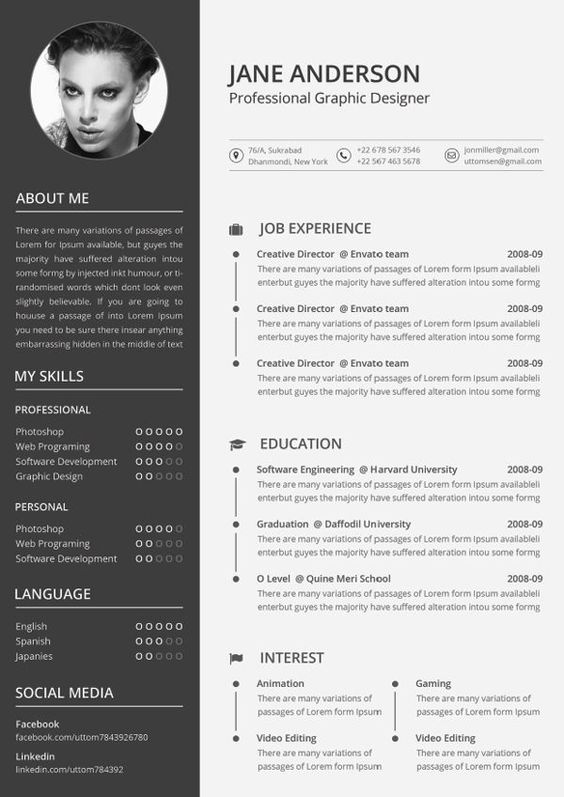 JANE ANDERSON
Professional Graphic Designer
76/A, Sukrabad
Dhanmondi, New York
+22 678 567 3546
+22 567 463 5678
jonmiller@gmail.com
uttomsen@gmail.com
ABOUT ME
There are many variations of passages of
Lorem for Ipsum available, but guyes the
majority have suffered alteration intou
some formg by injected inkt humour, or ti-
randomised words which dont look even
slightly believable. If you are going to
houuse a passage of into Lorem Ipsum
you need to be sure there insear anything
embarrassing hidden in the middle of text
MY SKILLS
PROFESSIONAL
Photoshop
Web Programing
Software Development
Graphic Design
PERSONAL
Photoshop
Web Programing
Software Development
LANGUAGE
English
Spanish
Japanies
SOCIAL MEDIA
Facebook
facebook.com/uttom7843926780
Linkedin
linkedin.com/uttom784392
JOB EXPERIENCE
Creative Director @ Envato team 2008-09
There are many variations of passages of Lorem form Ipsum availableli
enterbut guyes the majority have suffered alteration intou some formg
Creative Director @ Envato team 2008-09
There are many variations of passages of Lorem form Ipsum availableli
enterbut guyes the majority have suffered alteration intou some formg
Creative Director @ Envato team 2008-09
There are many variations of passages of Lorem form Ipsum availableli
enterbut guyes the majority have suffered alteration intou some formg
EDUCATION
Software Engineering @ Harvard University 2008-09
There are many variations of passages of Lorem form Ipsum availableli
enterbut guyes the majority have suffered alteration intou some formg
Graduation @ Daffodil University 2008-09
There are many variations of passages of Lorem form Ipsum availableli
enterbut guyes the majority have suffered alteration intou some formg
O Level @ Quine Meri School 2008-09
There are many variations of passages of Lorem form Ipsum availableli
enterbut guyes the majority have suffered alteration intou some formg
INTEREST
Animation
There are many variations of
passages of Lorem form Ipsum
Gaming
There are many variations of
passages of Lorem form Ipsum
Video Editing
There are many variations of
passages of Lorem form Ipsum
Video Editing
There are many variations of
passages of Lorem form Ipsum